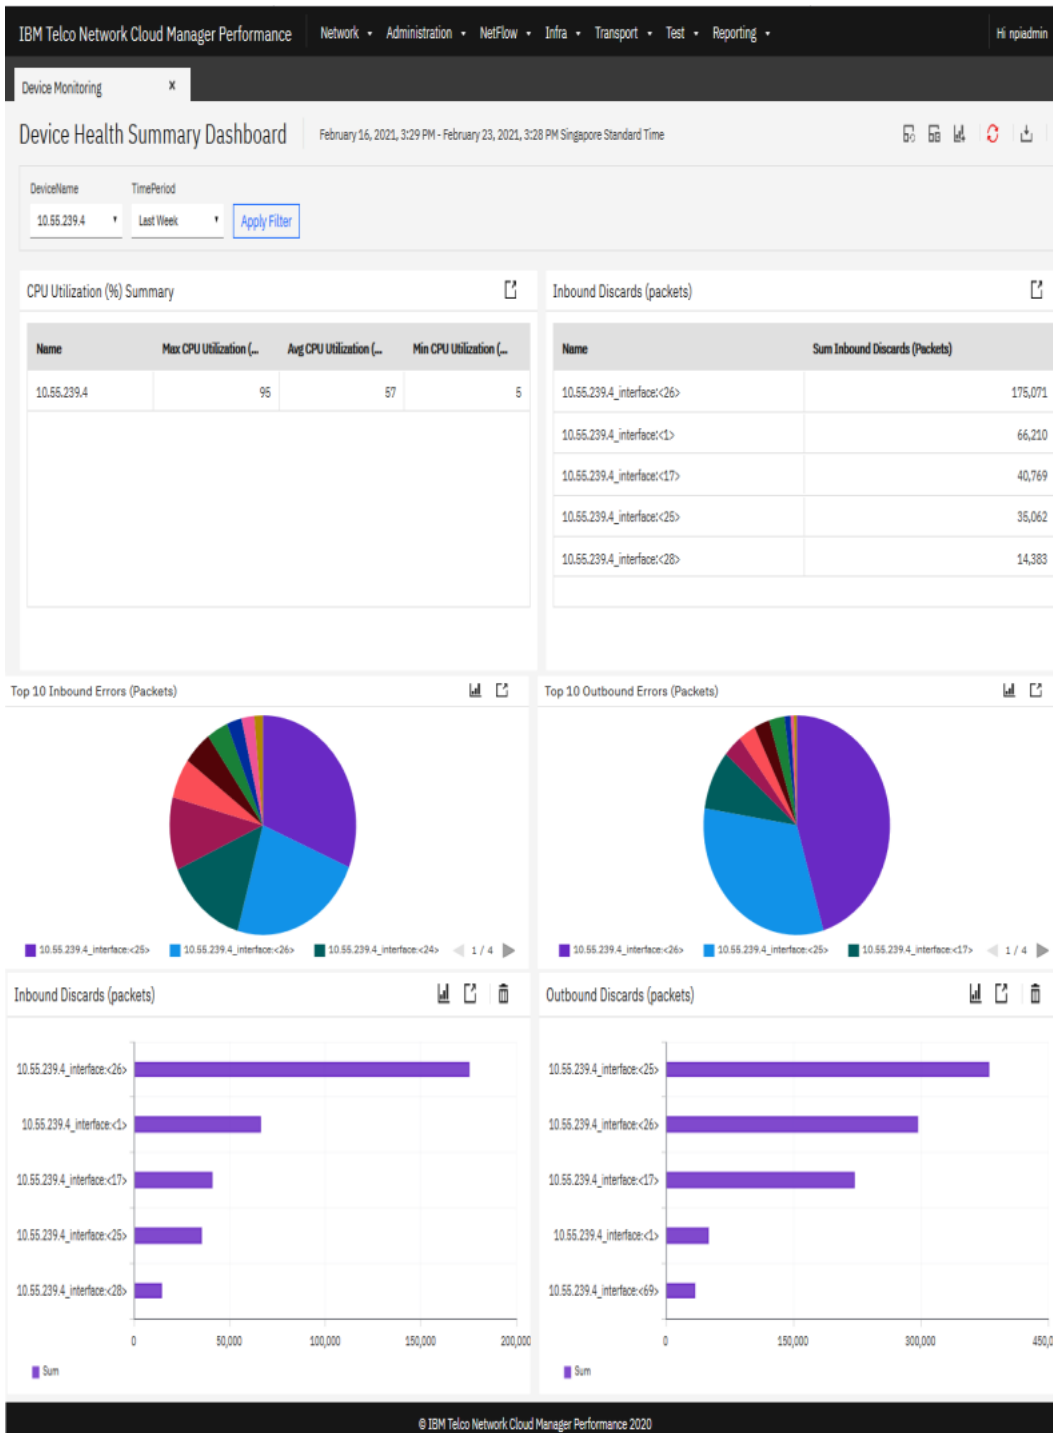 IBM Telco Network Cloud Manager Performance Network Administration NetFlow Infra Transport Test Reporting Hi npiadmin
Device Monitoring x
Device Health Summary Dashboard February 16, 2021, 3:29 PM - February 23, 2021, 3:28 PM Singapore Standard Time
DeviceName TimePeriod
10.55.239.4 Last Week Apply Filter
CPU Utilization (%) Summary
Name Max CPU Utilization (... Avg CPU Utilization (... Min CPU Utilization (...
10.55.239.4 95 57 5
Inbound Discards (packets)
Name Sum Inbound Discards (Packets)
10.55.239.4_interface:<26> 175,071
10.55.239.4_interface:<1> 66,210
10.55.239.4_interface:<17> 40,769
10.55.239.4_interface:<25> 35,062
10.55.239.4_interface:<28> 14,383
Top 10 Inbound Errors (Packets)
10.55.239.4_interface:<25> 10.55.239.4_interface:<26> 10.55.239.4_interface:<24> 1 / 4
Top 10 Outbound Errors (Packets)
10.55.239.4_interface:<26> 10.55.239.4_interface:<25> 10.55.239.4_interface:<17> 1 / 4
Inbound Discards (packets)
10.55.239.4_interface:<26>
10.55.239.4_interface:<1>
10.55.239.4_interface:<17>
10.55.239.4_interface:<25>
10.55.239.4_interface:<28>
0 50,000 100,000 150,000 200,000
Sum
Outbound Discards (packets)
10.55.239.4_interface:<25>
10.55.239.4_interface:<26>
10.55.239.4_interface:<17>
10.55.239.4_interface:<1>
10.55.239.4_interface:<69>
0 150,000 300,000 450,0
Sum
© IBM Telco Network Cloud Manager Performance 2020